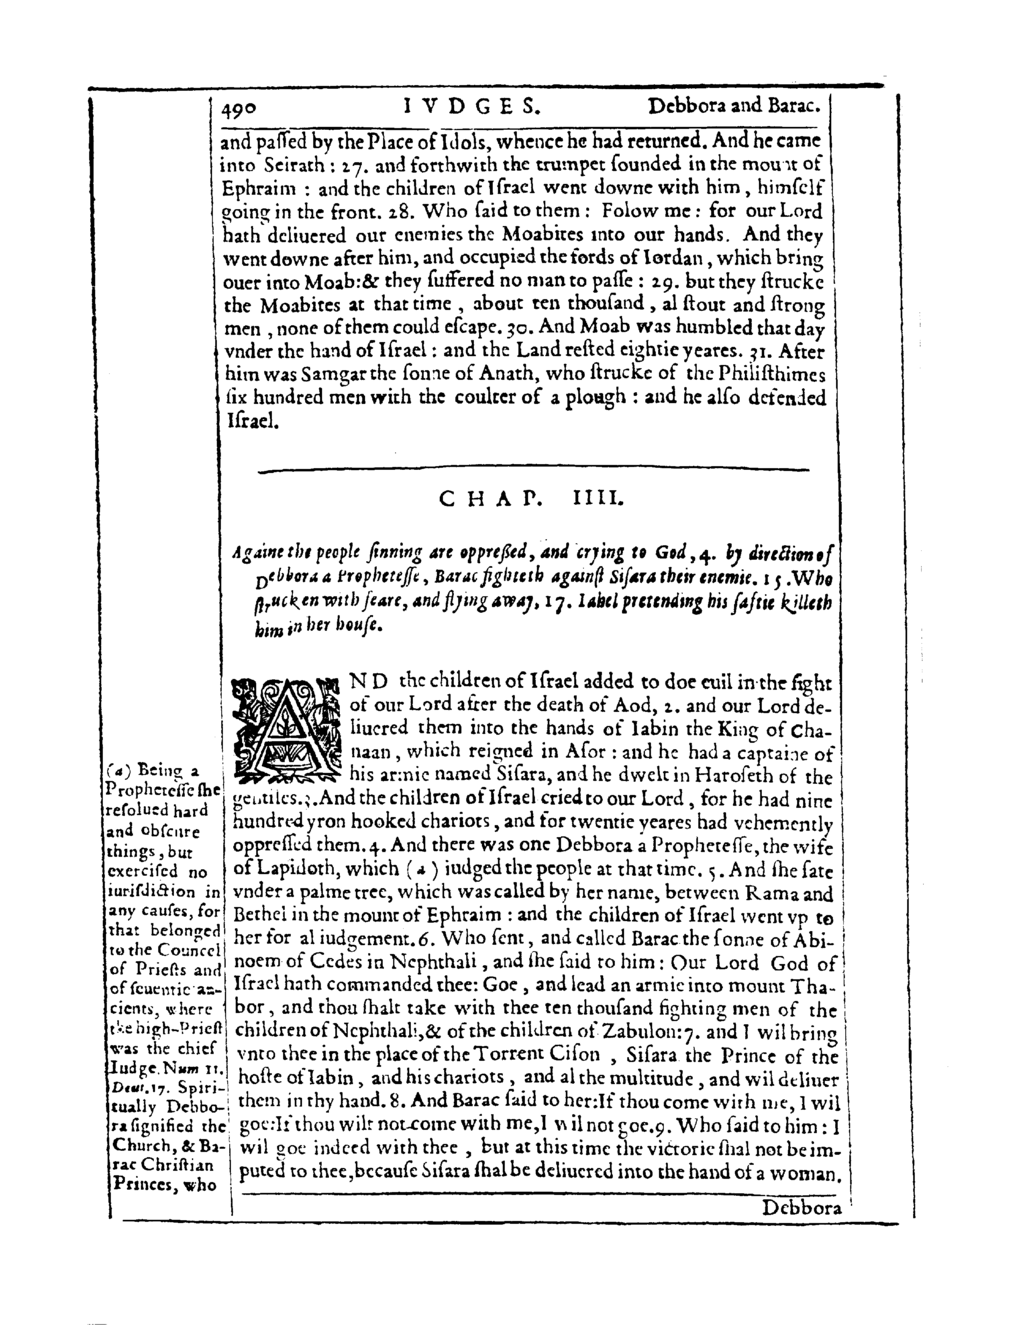 490 IVDGES. Debbora and Barac.
and paſſed by the Place of Idols, whence he had returned. And he came
into Seirath : 27. and forthwith the trumpet ſounded in the mount of
Ephraim : and the children of Iſrael went downe with him , himſelf
going in the front. 28. Who ſaid to them : Folow me : for our Lord
hath deliuered our enemies the Moabites into our hands. And they
went downe after him, and occupied the fords of Iordan , which bring
ouer into Moab:& they ſuffered no man to paſſe : 29. but they ſtrucke
the Moabites at that time , about ten thouſand , al ſtout and ſtrong
men , none of them could eſcape. 30. And Moab was humbled that day
vnder the hand of Iſrael : and the Land reſted eightie yeares. 31. After
him was Samgar the ſonne of Anath, who ſtrucke of the Philiſthimes
ſix hundred men with the coulter of a plough : and he alſo defended
Iſrael.
CHAP. IIII.
Againe the people ſinning are oppreſſed, and crying to God, 4. by direction of
Debbora a Propheteſſe, Barac fighteth againſt Siſara their enemie. 15. Who
ſtrucken with feare, and flying away, 17. Iahel pretending his ſaftie killeth
him in her houſe.
AND the children of Iſrael added to doe euil in the ſight
of our Lord after the death of Aod, 2. and our Lord de-
liuered them into the hands of Iabin the King of Cha-
naan , which reigned in Aſor : and he had a captaine of
his armie named Siſara, and he dwelt in Haroſeth of the
gentiles. 3. And the children of Iſrael cried to our Lord , for he had nine
hundred yron hooked chariots , and for twentie yeares had vehemently
oppreſſed them. 4. And there was one Debbora a Propheteſſe, the wife
of Lapidoth, which (a) iudged the people at that time. 5. And ſhe ſate
vnder a palme tree, which was called by her name, between Rama and
Bethel in the mount of Ephraim : and the children of Iſrael went vp to
her for al iudgement. 6. Who ſent , and called Barac the ſonne of Abi-
noem of Cedes in Nephthali , and ſhe ſaid to him : Our Lord God of
Iſrael hath commanded thee: Goe , and lead an armie into mount Tha-
bor , and thou ſhalt take with thee ten thouſand fighting men of the
children of Nephthali,& of the children of Zabulon: 7. and I wil bring
vnto thee in the place of the Torrent Ciſon , Siſara the Prince of the
hoſte of Iabin , and his chariots , and al the multitude , and wil deliuer
them in thy hand. 8. And Barac ſaid to her: If thou come with me, I wil
goe: If thou wilt not come with me, I wil not goe. 9. Who ſaid to him : I
wil goe indeed with thee , but at this time the victorie ſhal not be im-
puted to thee, becauſe Siſara ſhal be deliuered into the hand of a woman.
Debbora
(a) Being a
Propheteſſe ſhe
reſolued hard
and obſcure
things, but
exerciſed no
iuriſdiction in
any cauſes, for
that belonged
to the Councel
of Prieſts and
of ſeuentie an-
cients, where
the high-Prieſt
was the chief
Iudge. Num 11.
Deut. 17. Spiri-
tually Debbo-
ra ſignified the
Church, & Ba-
rac Chriſtian
Princes, who